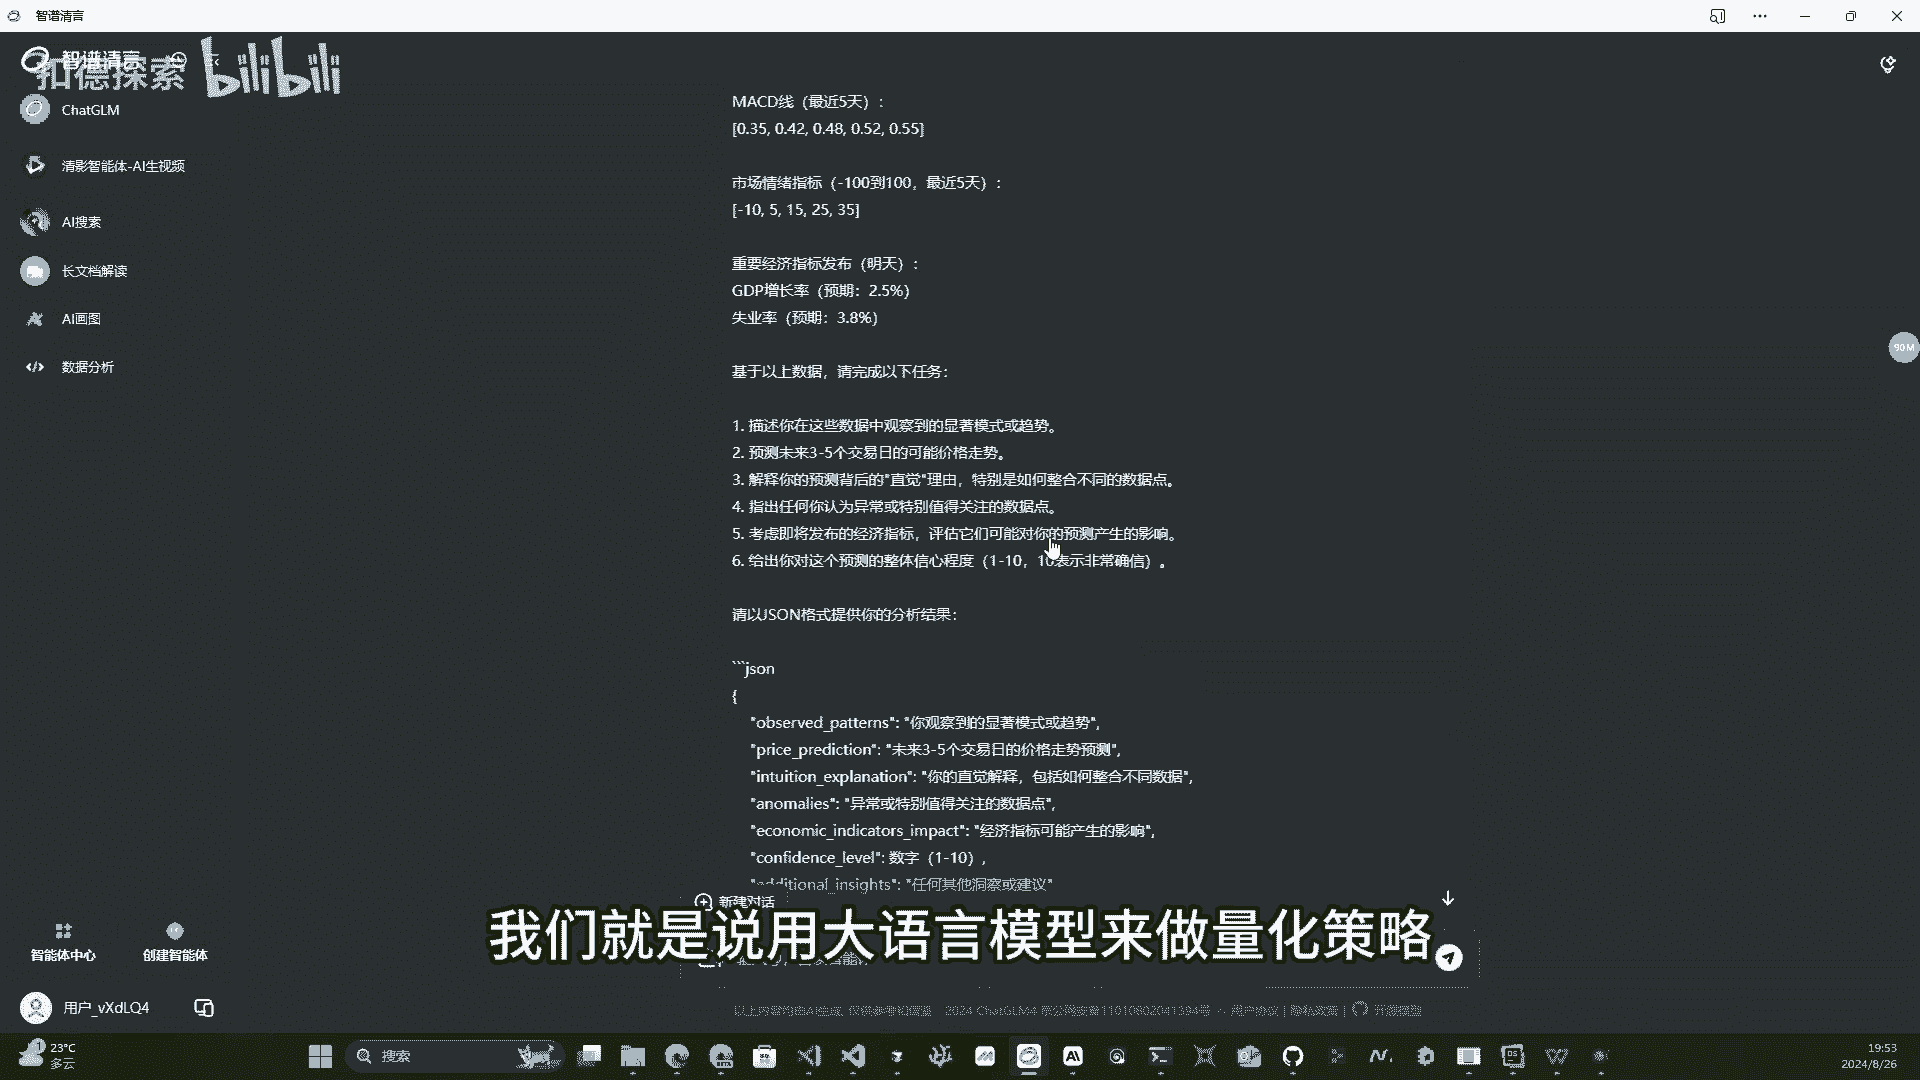 智谱清言
智谱清言
扣德探索 bilibili
ChatGLM
清影智能体-AI生视频
AI搜索
长文档解读
AI画图
数据分析
MACD线（最近5天）：
[0.35, 0.42, 0.48, 0.52, 0.55]
市场情绪指标（-100到100，最近5天）：
[-10, 5, 15, 25, 35]
重要经济指标发布（明天）：
GDP增长率（预期：2.5%）
失业率（预期：3.8%）
基于以上数据，请完成以下任务：
1. 描述你在这些数据中观察到的显著模式或趋势。
2. 预测未来3-5个交易日的可能价格走势。
3. 解释你的预测背后的"直觉"理由，特别是如何整合不同的数据点。
4. 指出任何你认为异常或特别值得关注的数据点。
5. 考虑即将发布的经济指标，评估它们可能对你的预测产生的影响。
6. 给出你对这个预测的整体信心程度（1-10，10表示非常确信）。
请以JSON格式提供你的分析结果：
```json
{
"observed_patterns": "你观察到的显著模式或趋势",
"price_prediction": "未来3-5个交易日的价格走势预测",
"intuition_explanation": "你的直觉解释，包括如何整合不同数据",
"anomalies": "异常或特别值得关注的数据点",
"economic_indicators_impact": "经济指标可能产生的影响",
"confidence_level": 数字（1-10）,
"additional_insights": "任何其他洞察或建议"
新建对话
我们就是说用大语言模型来做量化策略
90M
智能体中心
创建智能体
用户_vXdLQ4
23°C
多云
搜索
19:53
2024/8/26